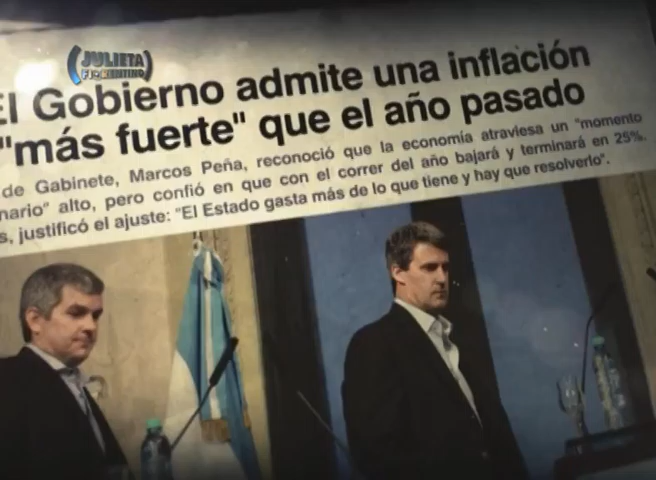 JULIETA
El Gobierno admite una inflación
"más fuerte" que el año pasado
de Gabinete, Marcos Peña, reconoció que la economía atraviesa un "momento
nario" alto, pero confió en que con el correr del año bajará y terminará en 25%.
s, justificó el ajuste: "El Estado gasta más de lo que tiene y hay que resolverlo".